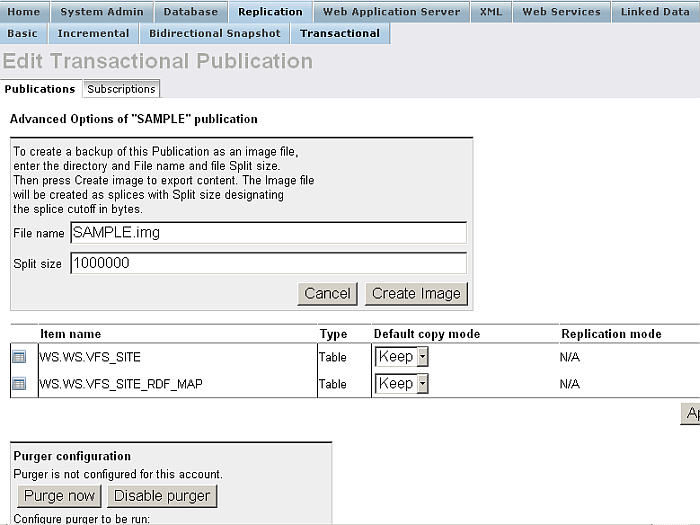 Home System Admin Database Replication Web Application Server XML Web Services Linked Data
Basic Incremental Bidirectional Snapshot Transactional
Edit Transactional Publication
Publications Subscriptions
Advanced Options of "SAMPLE" publication
To create a backup of this Publication as an image file,
enter the directory and File name and file Split size.
Then press Create image to export content. The Image file
will be created as splices with Split size designating
the splice cutoff in bytes.
File name SAMPLE.img
Split size 1000000
Cancel Create Image
Item name Type Default copy mode Replication mode
WS.WS.VFS_SITE Table Keep N/A
WS.WS.VFS_SITE_RDF_MAP Table Keep N/A
Purger configuration
Purger is not configured for this account.
Purge now Disable purger
Configure purger to be run: